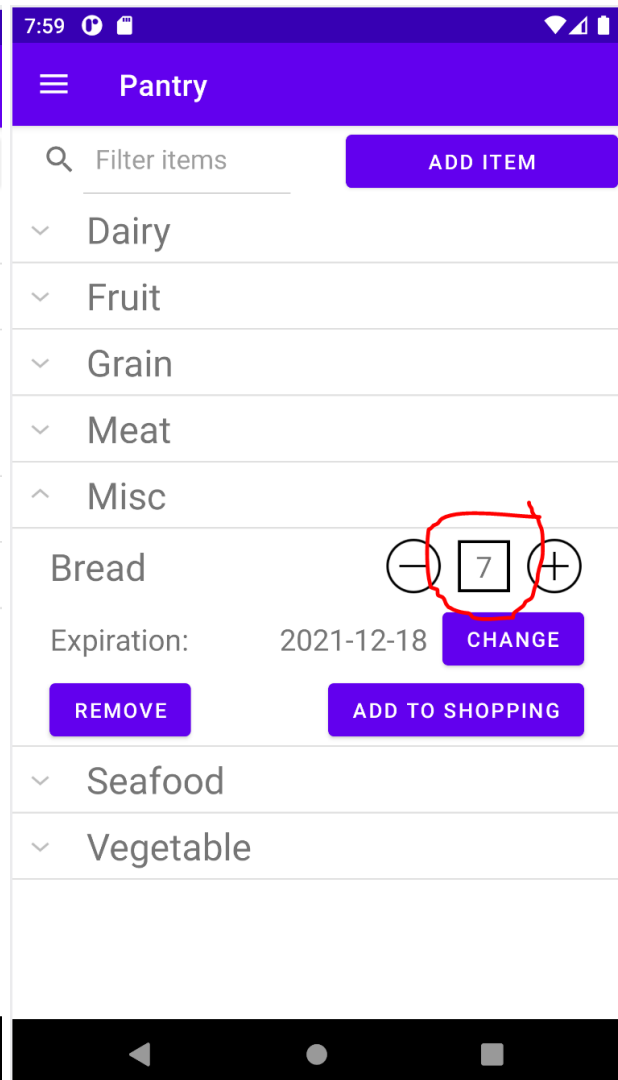 7:59
Pantry
Filter items ADD ITEM
Dairy
Fruit
Grain
Meat
Misc
Bread 7
Expiration: 2021-12-18 CHANGE
REMOVE ADD TO SHOPPING
Seafood
Vegetable